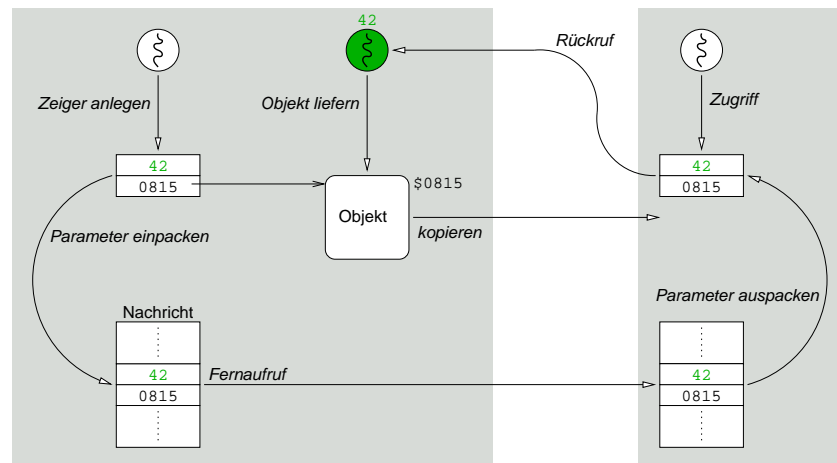 42
Rückruf
Zeiger anlegen
Objekt liefern
Zugriff
42
0815
$0815
Objekt
42
0815
Parameter einpacken
kopieren
Parameter auspacken
Nachricht
42
0815
Fernaufruf
42
0815